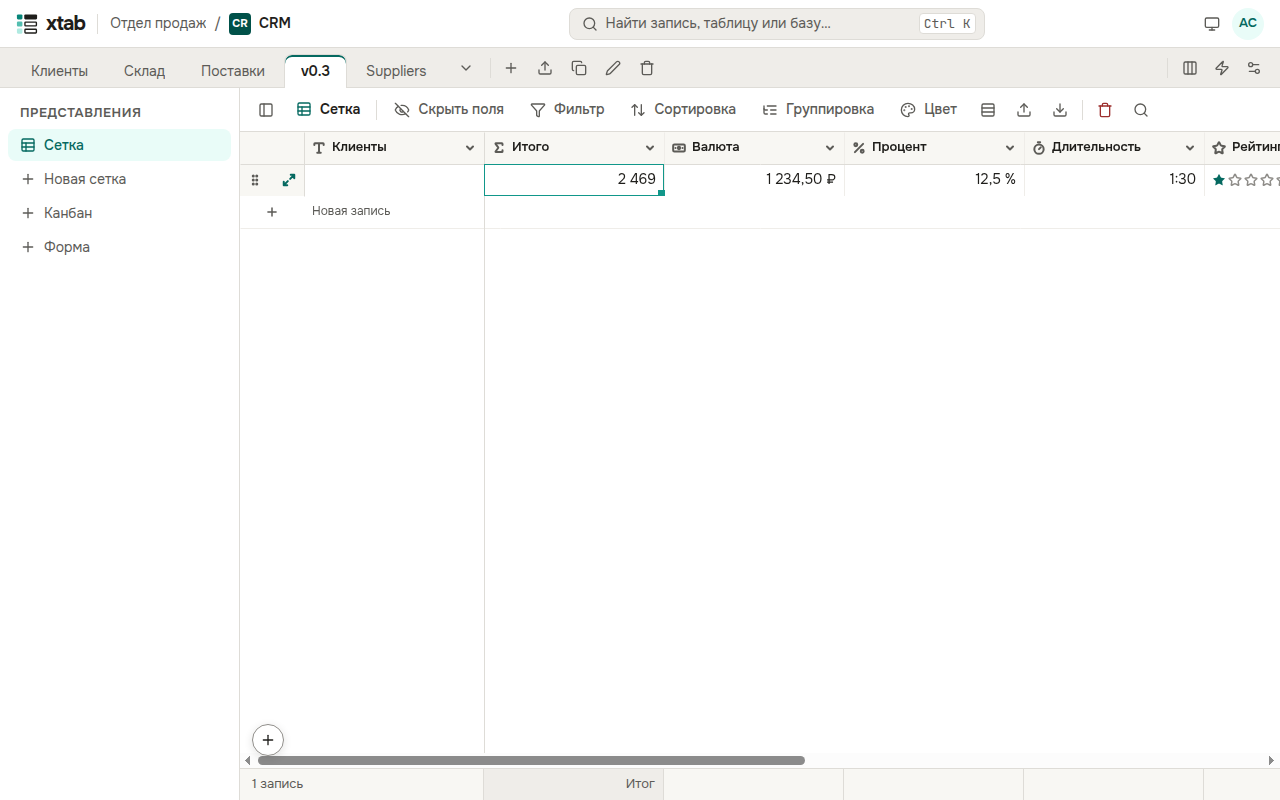 xtab
Отдел продаж / CR CRM
Найти запись, таблицу или базу... Ctrl K
AC
Клиенты Склад Поставки v0.3 Suppliers
ПРЕДСТАВЛЕНИЯ
Сетка
Новая сетка
Канбан
Форма
Сетка Скрыть поля Фильтр Сортировка Группировка Цвет
Клиенты Итого Валюта Процент Длительность Рейтинг
2 469 1 234,50 ₽ 12,5 % 1:30
Новая запись
1 запись Итог